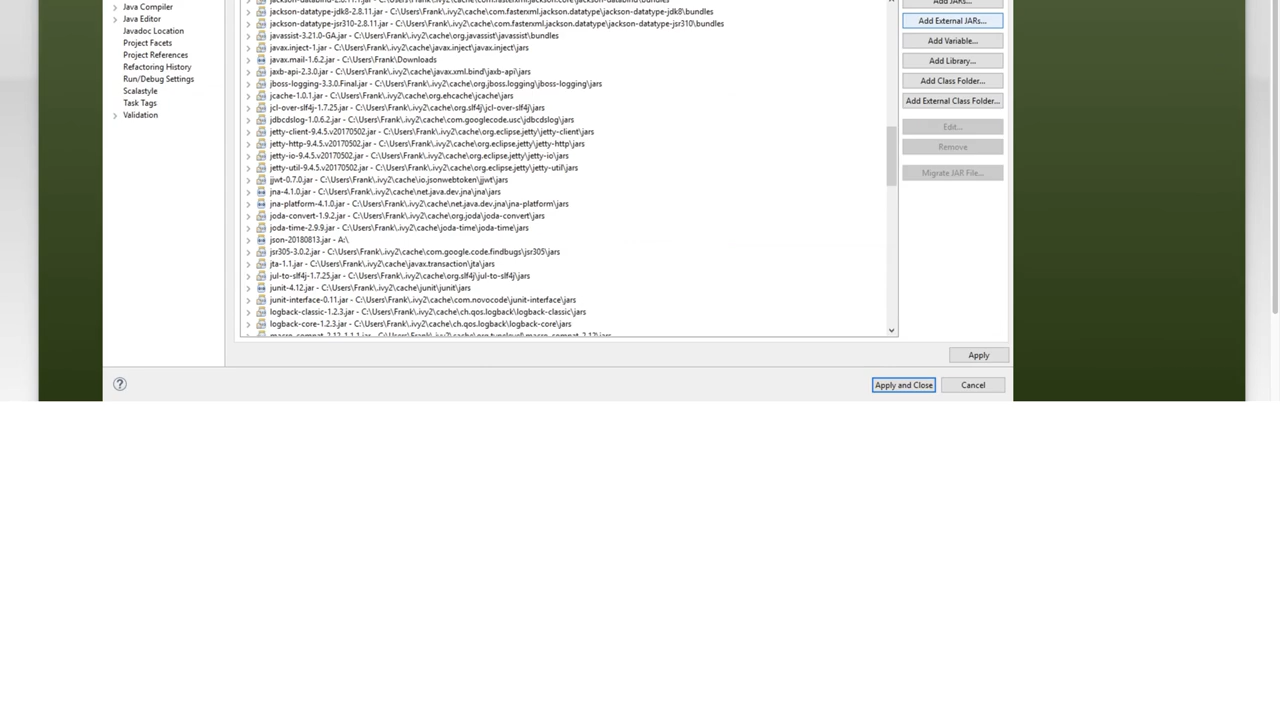 Java Compiler
Java Editor
Javadoc Location
Project Facets
Project References
Refactoring History
Run/Debug Settings
Scalastyle
Task Tags
Validation
jackson-datatype-jdk8-2.8.11.jar - C:\Users\Frank\.ivy2\cache\com.fasterxml.jackson.datatype\jackson-datatype-jdk8\bundles
jackson-datatype-jsr310-2.8.11.jar - C:\Users\Frank\.ivy2\cache\com.fasterxml.jackson.datatype\jackson-datatype-jsr310\bundles
javassist-3.21.0-GA.jar - C:\Users\Frank\.ivy2\cache\org.javassist\javassist\bundles
javax.inject-1.jar - C:\Users\Frank\.ivy2\cache\javax.inject\javax.inject\jars
javax.mail-1.6.2.jar - C:\Users\Frank\Downloads
jaxb-api-2.3.0.jar - C:\Users\Frank\.ivy2\cache\javax.xml.bind\jaxb-api\jars
jboss-logging-3.3.0.Final.jar - C:\Users\Frank\.ivy2\cache\org.jboss.logging\jboss-logging\jars
jcache-1.0.1.jar - C:\Users\Frank\.ivy2\cache\org.ehcache\jcache\jars
jcl-over-slf4j-1.7.25.jar - C:\Users\Frank\.ivy2\cache\org.slf4j\jcl-over-slf4j\jars
jdbcdslog-1.0.6.2.jar - C:\Users\Frank\.ivy2\cache\com.googlecode.usc\jdbcdslog\jars
jetty-client-9.4.5.v20170502.jar - C:\Users\Frank\.ivy2\cache\org.eclipse.jetty\jetty-client\jars
jetty-http-9.4.5.v20170502.jar - C:\Users\Frank\.ivy2\cache\org.eclipse.jetty\jetty-http\jars
jetty-io-9.4.5.v20170502.jar - C:\Users\Frank\.ivy2\cache\org.eclipse.jetty\jetty-io\jars
jetty-util-9.4.5.v20170502.jar - C:\Users\Frank\.ivy2\cache\org.eclipse.jetty\jetty-util\jars
jjwt-0.7.0.jar - C:\Users\Frank\.ivy2\cache\io.jsonwebtoken\jjwt\jars
jna-4.1.0.jar - C:\Users\Frank\.ivy2\cache\net.java.dev.jna\jna\jars
jna-platform-4.1.0.jar - C:\Users\Frank\.ivy2\cache\net.java.dev.jna\jna-platform\jars
joda-convert-1.9.2.jar - C:\Users\Frank\.ivy2\cache\org.joda\joda-convert\jars
joda-time-2.9.9.jar - C:\Users\Frank\.ivy2\cache\joda-time\joda-time\jars
json-20180813.jar - A:\
jsr305-3.0.2.jar - C:\Users\Frank\.ivy2\cache\com.google.code.findbugs\jsr305\jars
jta-1.1.jar - C:\Users\Frank\.ivy2\cache\javax.transaction\jta\jars
jul-to-slf4j-1.7.25.jar - C:\Users\Frank\.ivy2\cache\org.slf4j\jul-to-slf4j\jars
junit-4.12.jar - C:\Users\Frank\.ivy2\cache\junit\junit\jars
junit-interface-0.11.jar - C:\Users\Frank\.ivy2\cache\com.novocode\junit-interface\jars
logback-classic-1.2.3.jar - C:\Users\Frank\.ivy2\cache\ch.qos.logback\logback-classic\jars
logback-core-1.2.3.jar - C:\Users\Frank\.ivy2\cache\ch.qos.logback\logback-core\jars
Add JARs...
Add External JARs...
Add Variable...
Add Library...
Add Class Folder...
Add External Class Folder...
Edit...
Remove
Migrate JAR File...
Apply
?
Apply and Close
Cancel